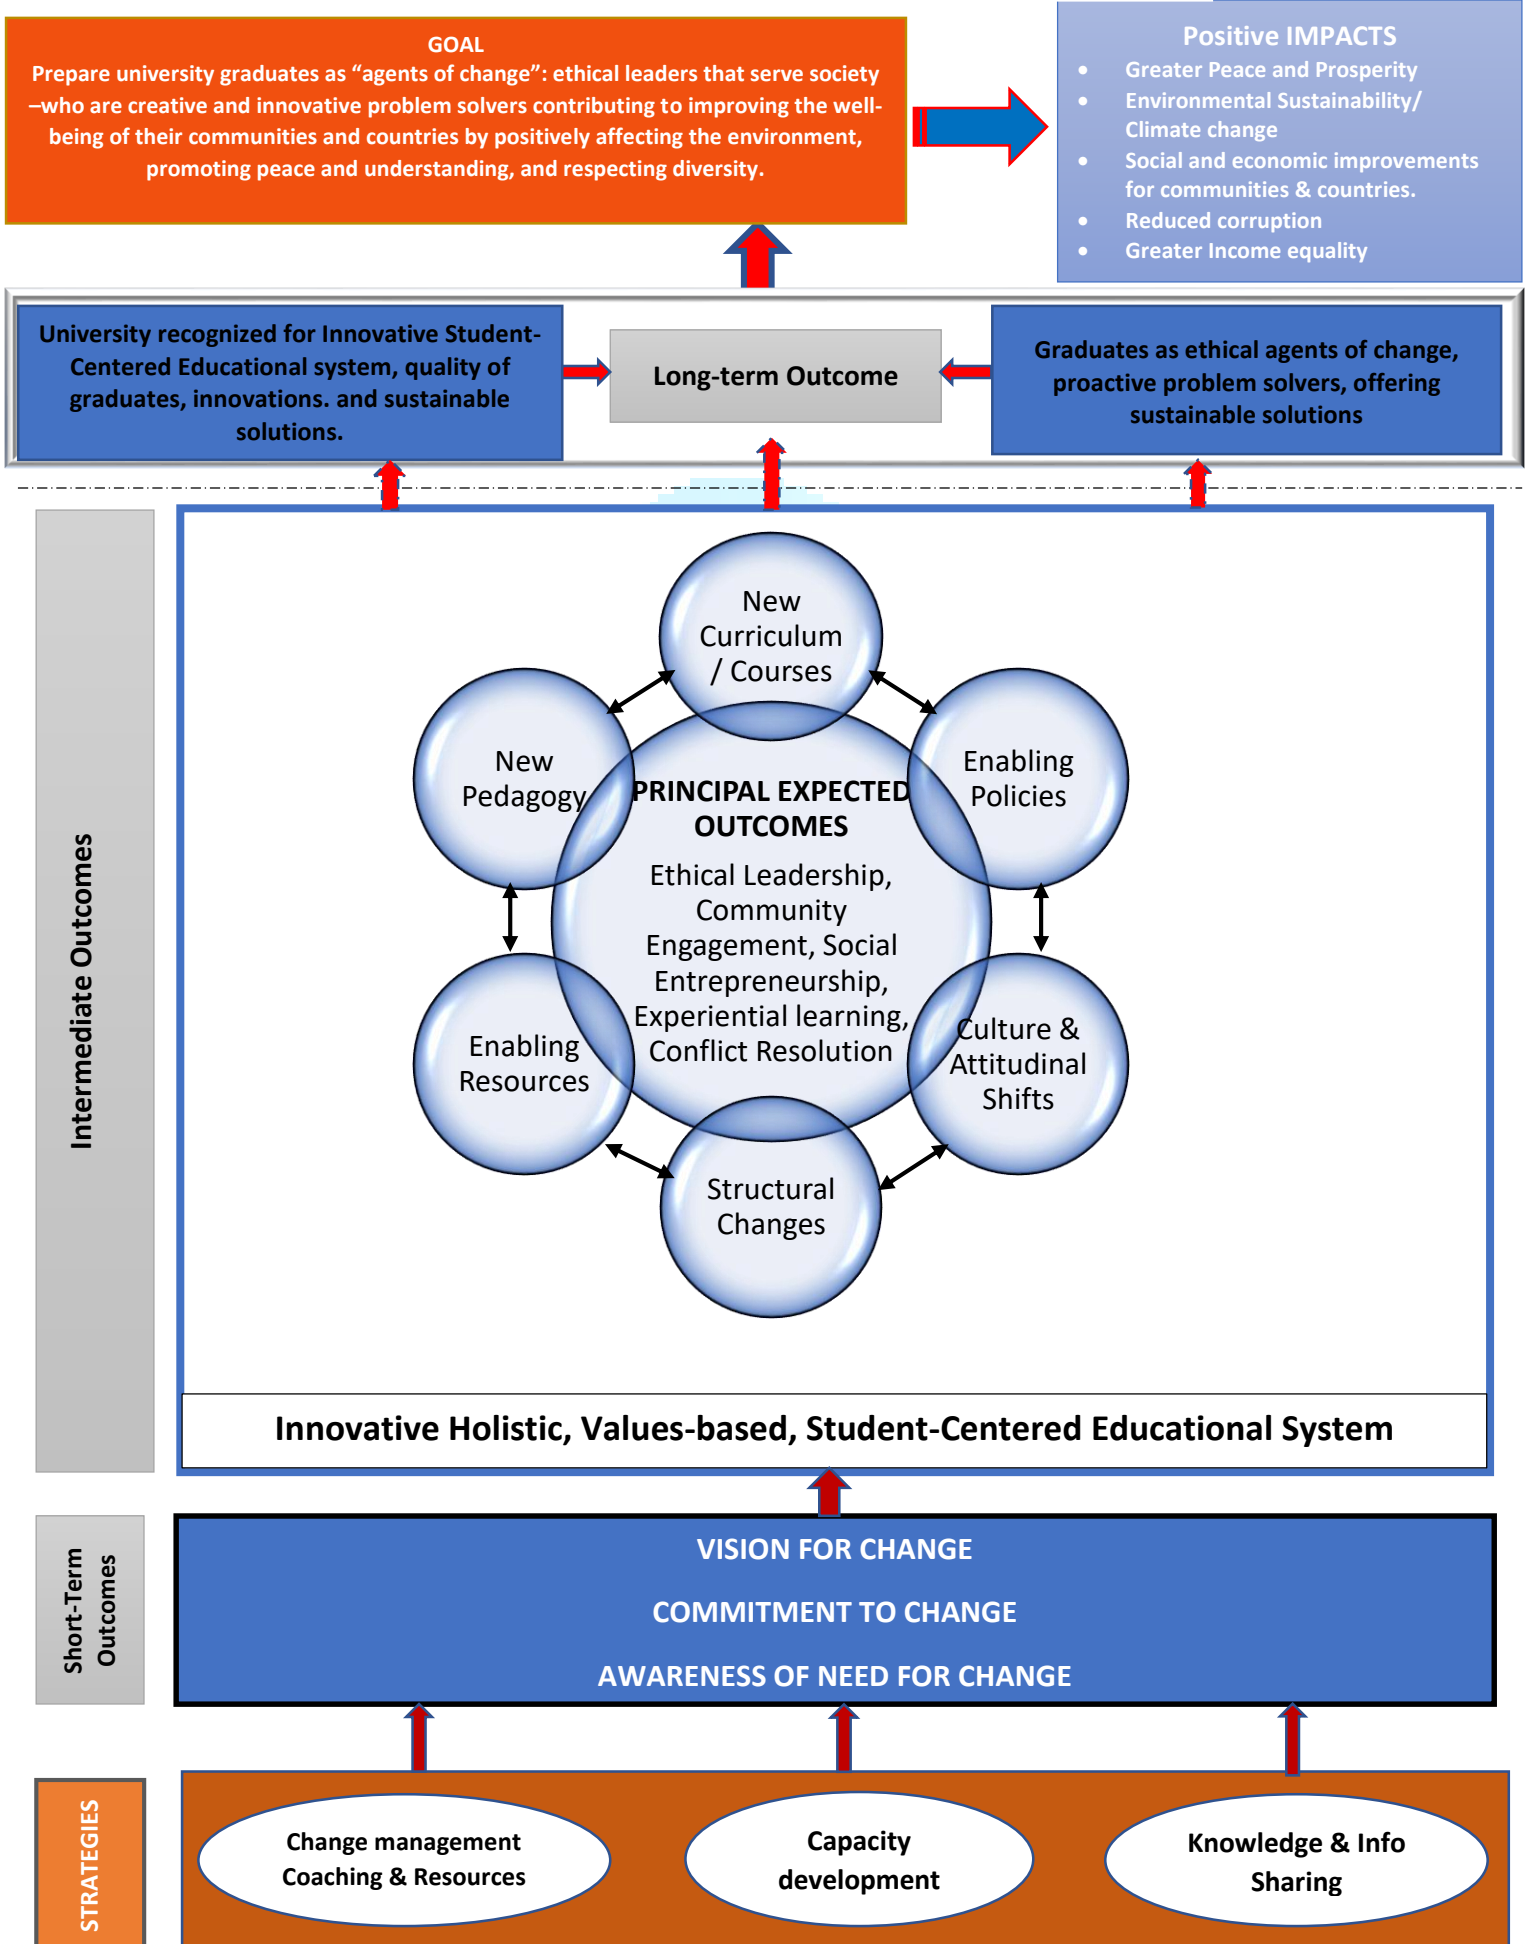 GOAL
Prepare university graduates as “agents of change”: ethical leaders that serve society
–who are creative and innovative problem solvers contributing to improving the well-
being of their communities and countries by positively affecting the environment,
promoting peace and understanding, and respecting diversity.
Positive IMPACTS
• Greater Peace and Prosperity
• Environmental Sustainability/
Climate change
• Social and economic improvements
for communities & countries.
• Reduced corruption
• Greater Income equality
University recognized for Innovative Student-
Centered Educational system, quality of
graduates, innovations. and sustainable
solutions.
Long-term Outcome
Graduates as ethical agents of change,
proactive problem solvers, offering
sustainable solutions
Intermediate Outcomes
New
Curriculum
/ Courses
New
Pedagogy
Enabling
Policies
PRINCIPAL EXPECTED
OUTCOMES
Ethical Leadership,
Community
Engagement, Social
Entrepreneurship,
Experiential learning,
Conflict Resolution
Enabling
Resources
Culture &
Attitudinal
Shifts
Structural
Changes
Innovative Holistic, Values-based, Student-Centered Educational System
Short-Term
Outcomes
VISION FOR CHANGE
COMMITMENT TO CHANGE
AWARENESS OF NEED FOR CHANGE
STRATEGIES
Change management
Coaching & Resources
Capacity
development
Knowledge & Info
Sharing